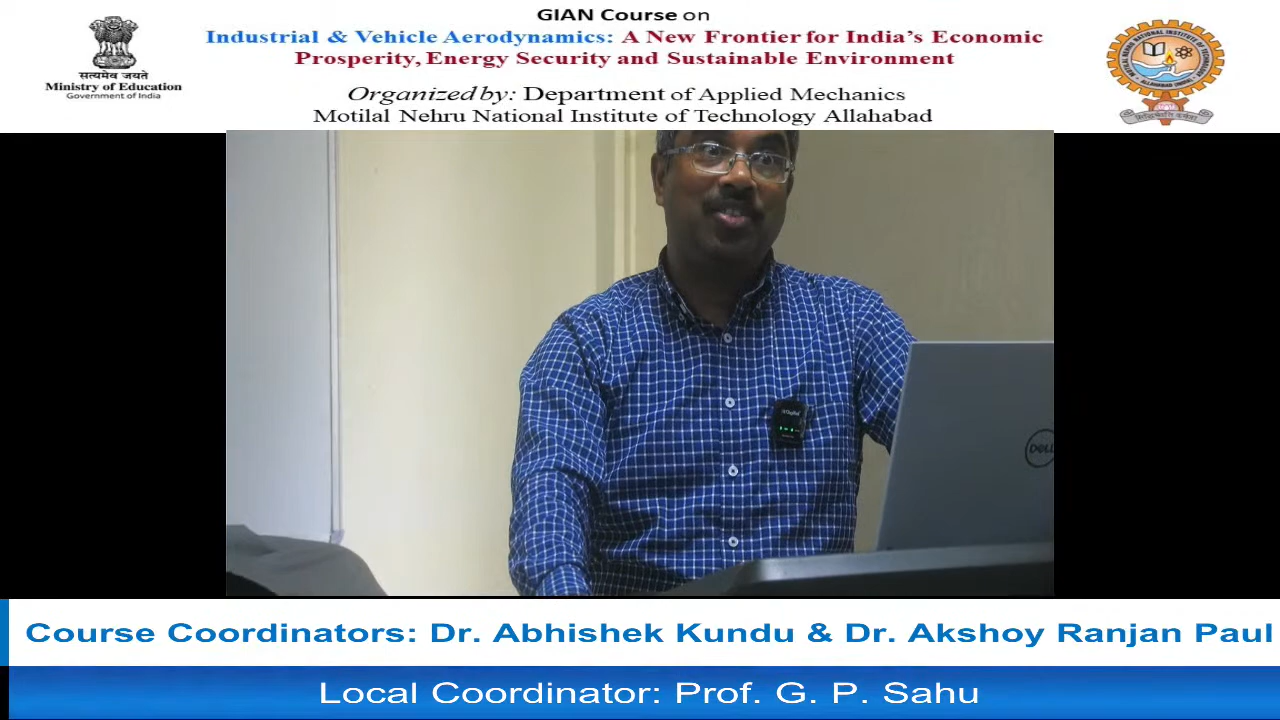 GIAN Course on
Industrial & Vehicle Aerodynamics: A New Frontier for India's Economic
Prosperity, Energy Security and Sustainable Environment
सत्यमेव जयते
Ministry of Education
Government of India
Organized by: Department of Applied Mechanics
Motilal Nehru National Institute of Technology Allahabad
DELL
Course Coordinators: Dr. Abhishek Kundu & Dr. Akshoy Ranjan Paul
Local Coordinator: Prof. G. P. Sahu